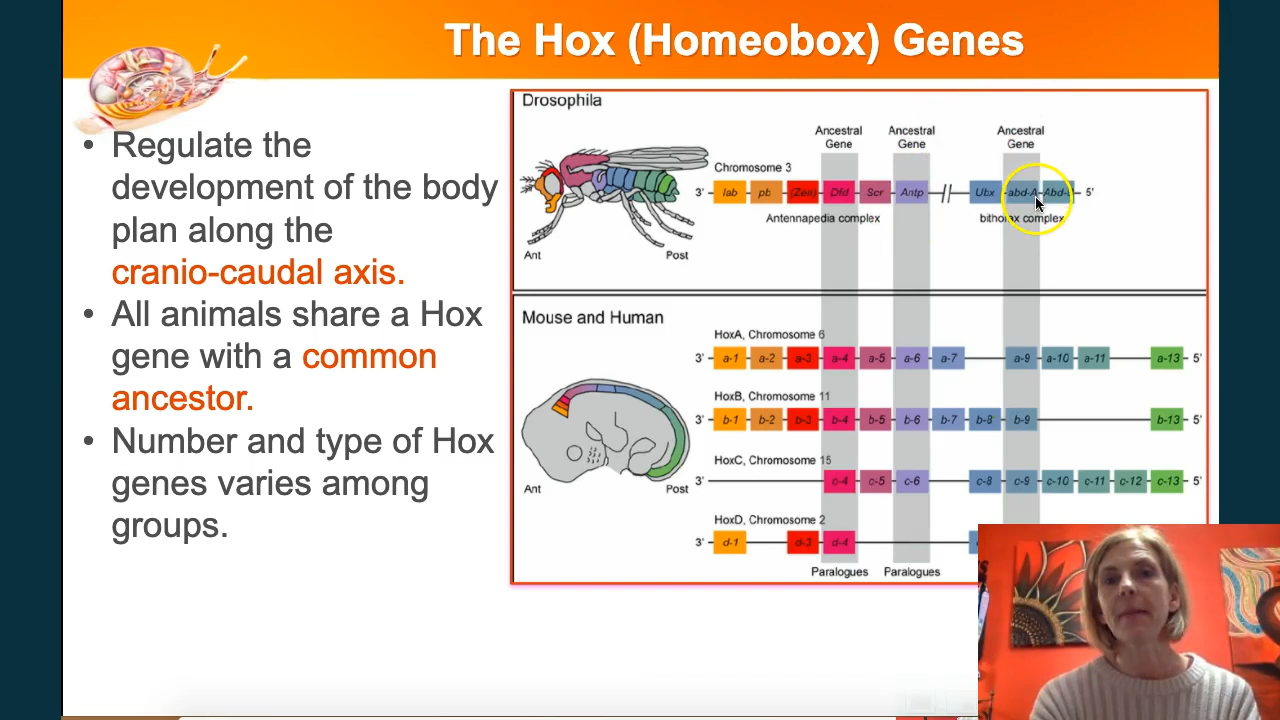 The Hox (Homeobox) Genes
• Regulate the
development of the body
plan along the
cranio-caudal axis.
• All animals share a Hox
gene with a common
ancestor.
• Number and type of Hox
genes varies among
groups.
Drosophila
Ancestral Gene
Ancestral Gene
Ancestral Gene
Chromosome 3
3' lab pb (Zen) Dfd Scr Antp Ubx abd-A 5'
Antennapedia complex bithorax complex
Ant Post
Mouse and Human
HoxA, Chromosome 6
3' a-1 a-2 a-3 a-4 a-5 a-6 a-7 a-9 a-10 a-11 a-13 5'
HoxB, Chromosome 11
3' b-1 b-2 b-3 b-4 b-5 b-6 b-7 b-8 b-9 b-13 5'
HoxC, Chromosome 15
3' c-4 c-5 c-6 c-8 c-9 c-10 c-11 c-12 c-13 5'
Ant Post
HoxD, Chromosome 2
3' d-1 d-3 d-4
Paralogues Paralogues